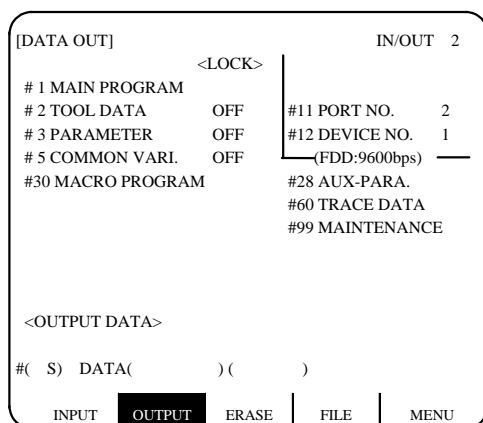 [DATA OUT] IN/OUT 2
<LOCK>
# 1 MAIN PROGRAM
# 2 TOOL DATA OFF #11 PORT NO. 2
# 3 PARAMETER OFF #12 DEVICE NO. 1
# 5 COMMON VARI. OFF (FDD:9600bps)
#30 MACRO PROGRAM #28 AUX-PARA.
#60 TRACE DATA
#99 MAINTENANCE
<OUTPUT DATA>
#( S) DATA( ) ( )
INPUT OUTPUT ERASE FILE MENU